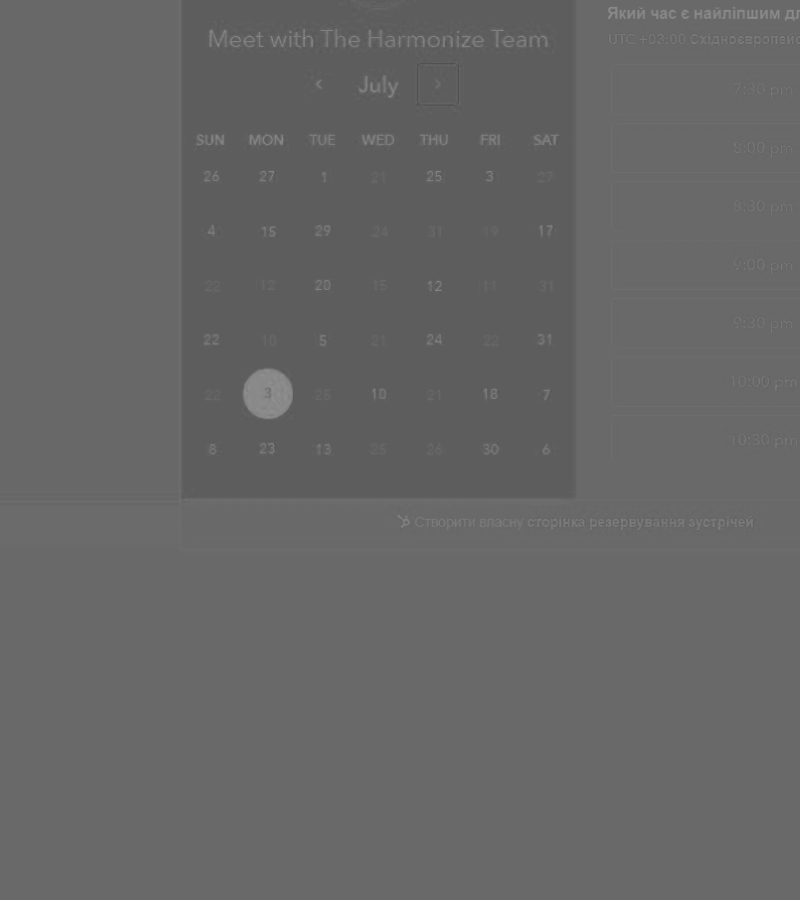 Meet with The Harmonize Team
July
SUN MON TUE WED THU FRI SAT
26 27 1 21 25 3 27
4 15 29 24 31 19 17
22 12 20 15 12 11 31
22 18 5 21 24 22 31
22 3 25 10 21 18 7
8 23 13 25 26 30 6
Який час є найліпшим
UTC +03:00
7:30 pm
8:00 pm
8:30 pm
9:00 pm
9:30 pm
10:00 pm
10:30 pm
Створити власну сторінка резервування зустрічей